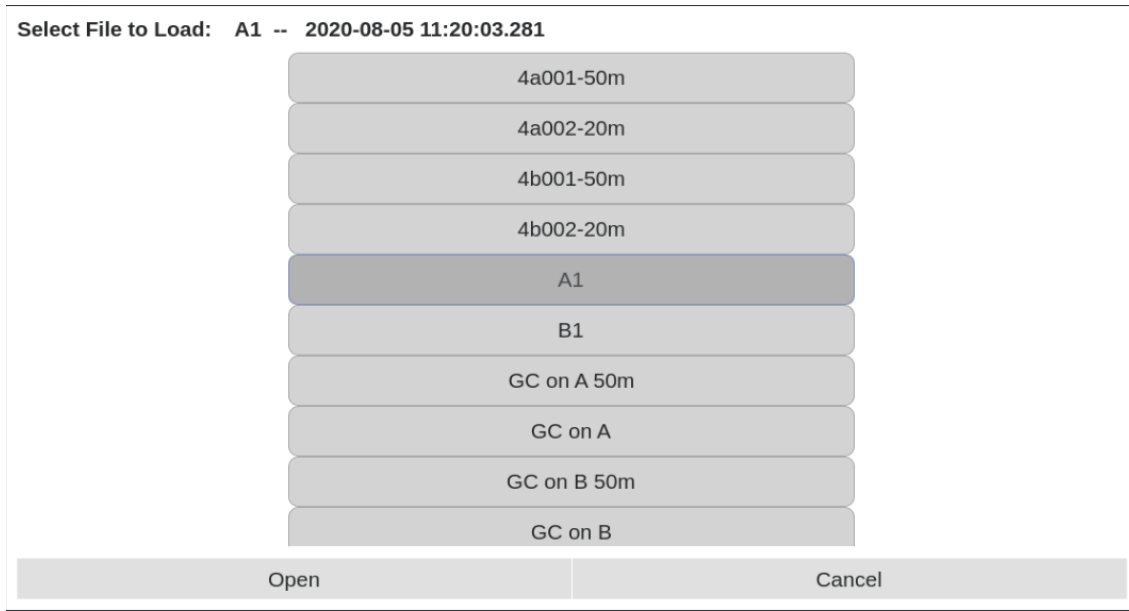 Select File to Load: A1 -- 2020-08-05 11:20:03.281
4a001-50m
4a002-20m
4b001-50m
4b002-20m
A1
B1
GC on A 50m
GC on A
GC on B 50m
GC on B
Open Cancel